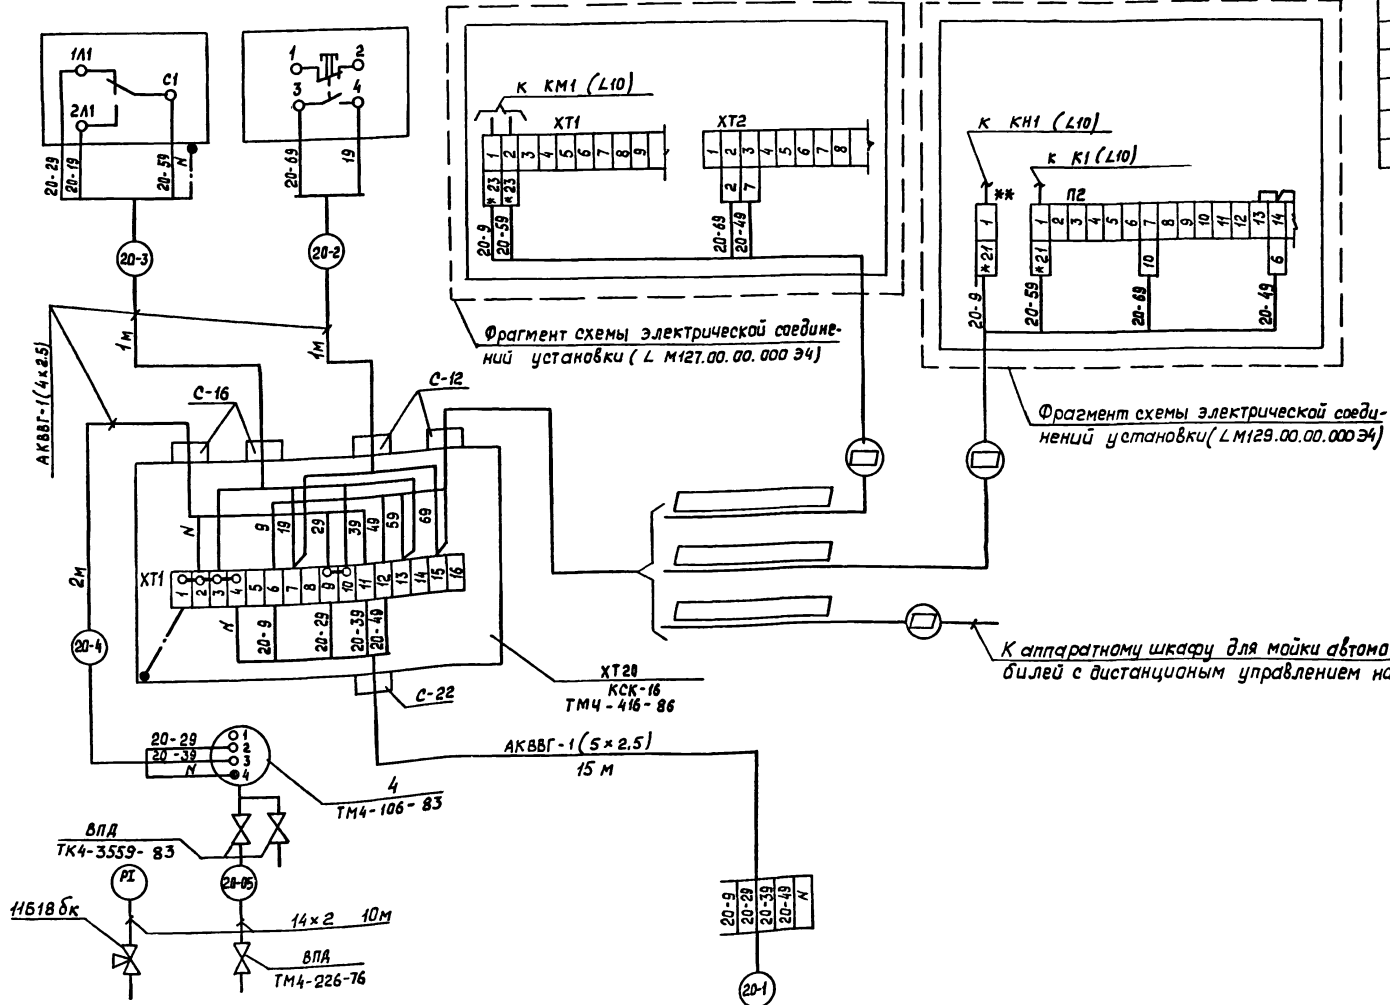 1Л1
2Л1
С1
20-29
20-19
20-59
N
20-3
1
2
3
4
20-69
19
20-2
К КМ1 (L10)
ХТ1
1 2 3 4 5 6 7 8 9
*23 *23
20-9
20-59
ХТ2
1 2 3 4 5 6 7 8
2 7
20-69
20-49
Фрагмент схемы электрической соедине-
ний установки ( L М127.00.00.000 Э4)
К КН1 (L10)
К К1 (L10)
**
П2
1
1 2 3 4 5 6 7 8 9 10 11 12 13 14
*21
*21
10
6
20-9
20-59
20-69
20-49
Фрагмент схемы электрической соеди-
нений установки( L М129.00.00.000 Э4)
1м
1м
АКВВГ-1(4х2.5)
С-16
С-12
N
9
19
29
39
49
59
69
ХТ1
1 2 3 4 5 6 7 8 9 10 11 12 13 14 15 16
N
20-9
20-29
20-39
20-49
2м
20-4
ХТ20
КСК-16
ТМ4-416-86
С-22
К аппаратному шкафу для мойки автомо
билей с дистанционым управлением на
20-29
20-39
N
1
2
3
4
4
ТМ4-106-83
АКВВГ-1 (5×2.5)
15 м
ВПД
ТК4-3559-83
PI
20-05
11Б18бк
14×2 10м
ВПД
ТМ4-226-76
20-9
20-29
20-39
20-49
N
20-1